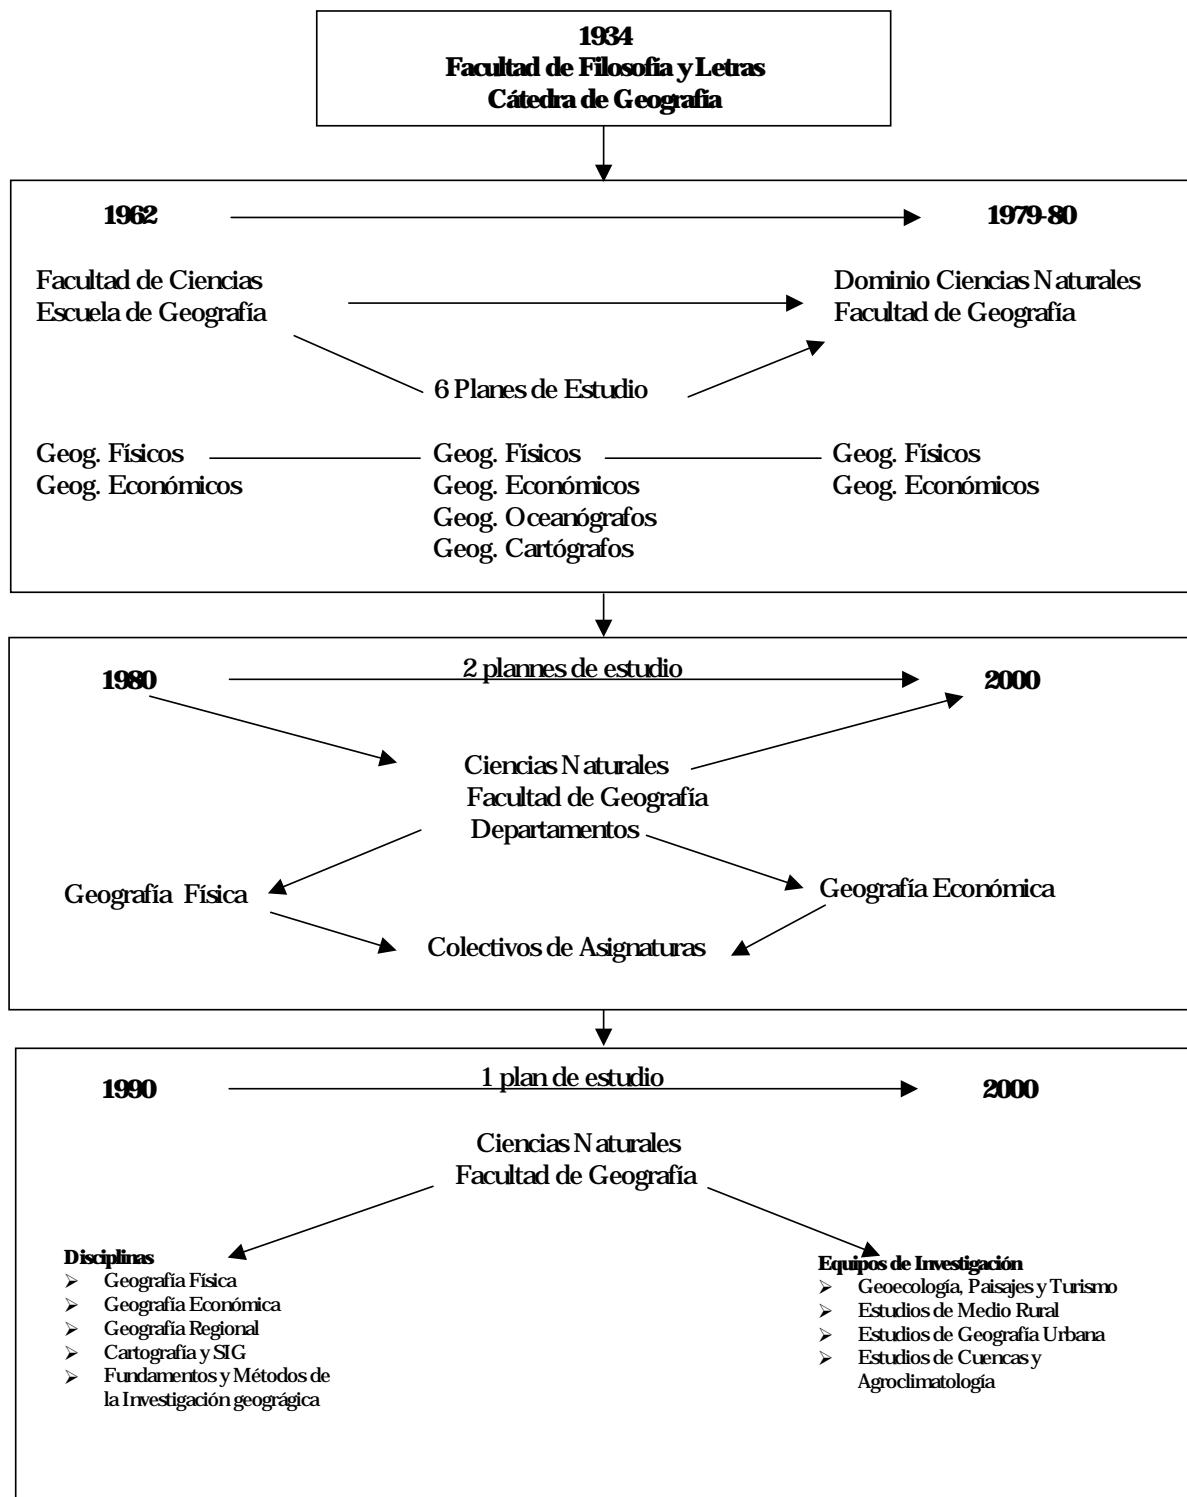 1934
Facultad de Filosofía y Letras
Cátedra de Geografía
1962
1979-80
Facultad de Ciencias
Escuela de Geografía
Dominio Ciencias Naturales
Facultad de Geografía
6 Planes de Estudio
Geog. Físicos
Geog. Económicos
Geog. Físicos
Geog. Económicos
Geog. Oceanógrafos
Geog. Cartógrafos
Geog. Físicos
Geog. Económicos
1980
2 plannes de estudio
2000
Ciencias Naturales
Facultad de Geografía
Departamentos
Geografía Física
Geografía Económica
Colectivos de Asignaturas
1990
1 plan de estudio
2000
Ciencias Naturales
Facultad de Geografía
Disciplinas
➢ Geografía Física
➢ Geografía Económica
➢ Geografía Regional
➢ Cartografía y SIG
➢ Fundamentos y Métodos de
la Investigación geográgica
Equipos de Investigación
➢ Geoecología, Paisajes y Turismo
➢ Estudios de Medio Rural
➢ Estudios de Geografía Urbana
➢ Estudios de Cuencas y
Agroclimatología